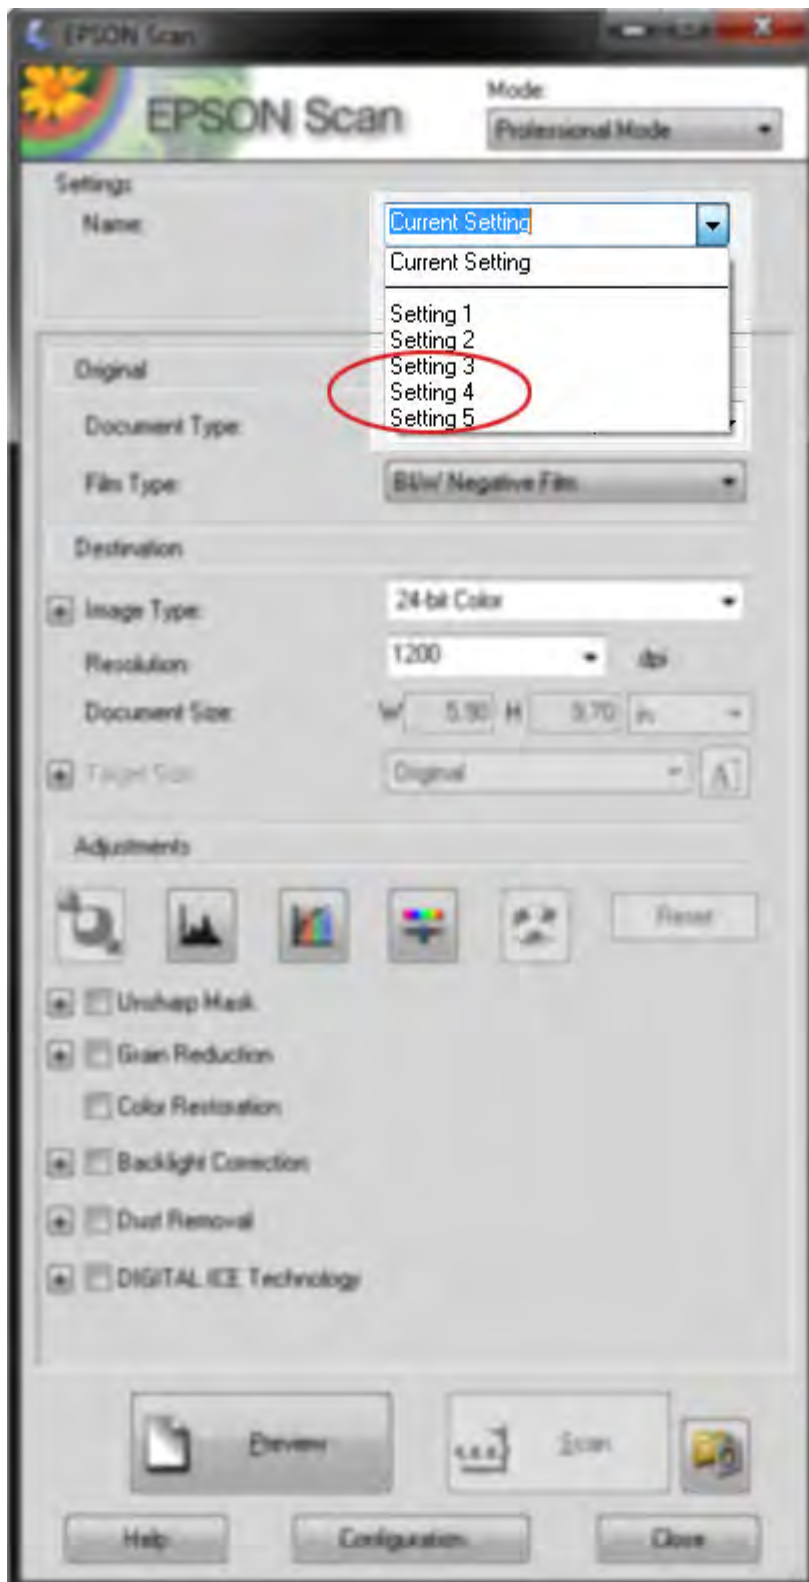 EPSON Scan
EPSON Scan
Mode:
Professional Mode
Settings
Name:
Current Setting
Current Setting
Setting 1
Setting 2
Setting 3
Setting 4
Setting 5
Original
Document Type:
Film Type:
B&W Negative Film
Destination
Image Type:
24-bit Color
Resolution:
1200
dpi
Document Size:
W 5.90 H 9.70 in.
Target Size:
Original
Adjustments
Reset
Unsharp Mask
Grain Reduction
Color Restoration
Backlight Correction
Dust Removal
DIGITAL ICE Technology
Preview
Scan
Help
Configuration...
Close